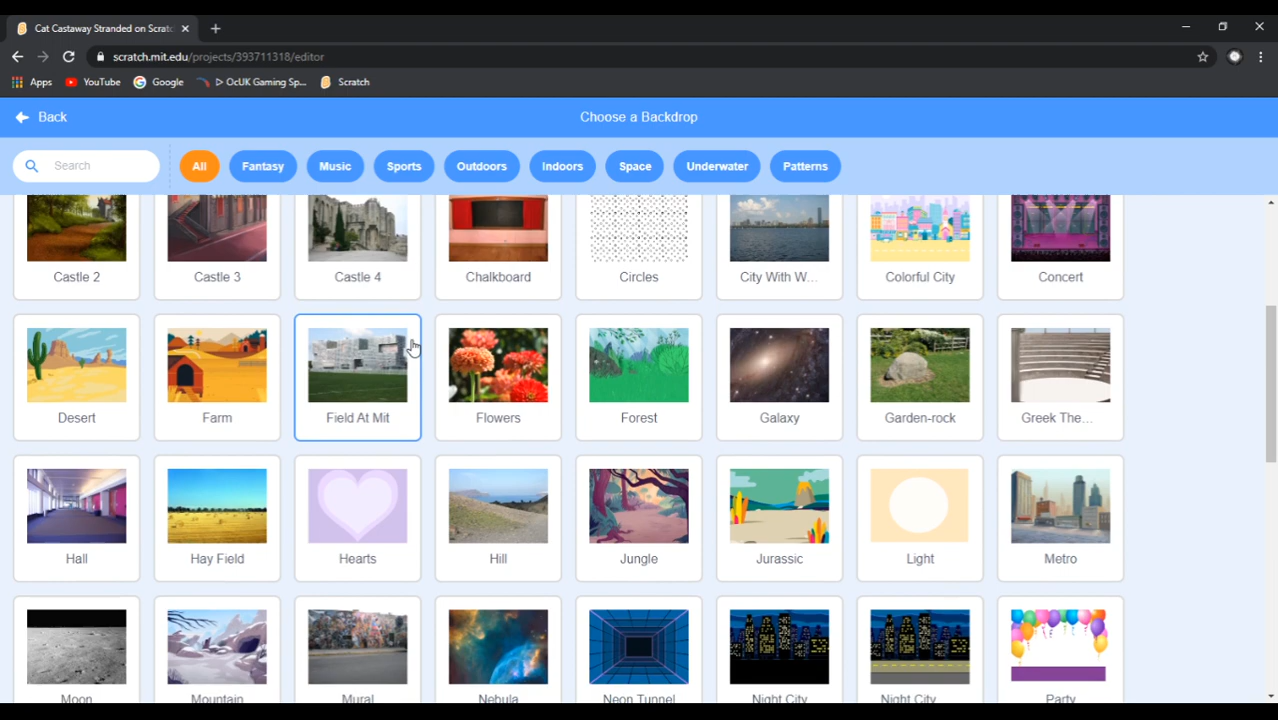 Cat Castaway Stranded on Scratc
scratch.mit.edu/projects/393711318/editor
Apps YouTube Google ▷ OcUK Gaming Sp... Scratch
Back Choose a Backdrop
Search All Fantasy Music Sports Outdoors Indoors Space Underwater Patterns
Castle 2 Castle 3 Castle 4 Chalkboard Circles City With W... Colorful City Concert
Desert Farm Field At Mit Flowers Forest Galaxy Garden-rock Greek The...
Hall Hay Field Hearts Hill Jungle Jurassic Light Metro
Moon Mountain Mural Nebula Neon Tunnel Night City Night City Party